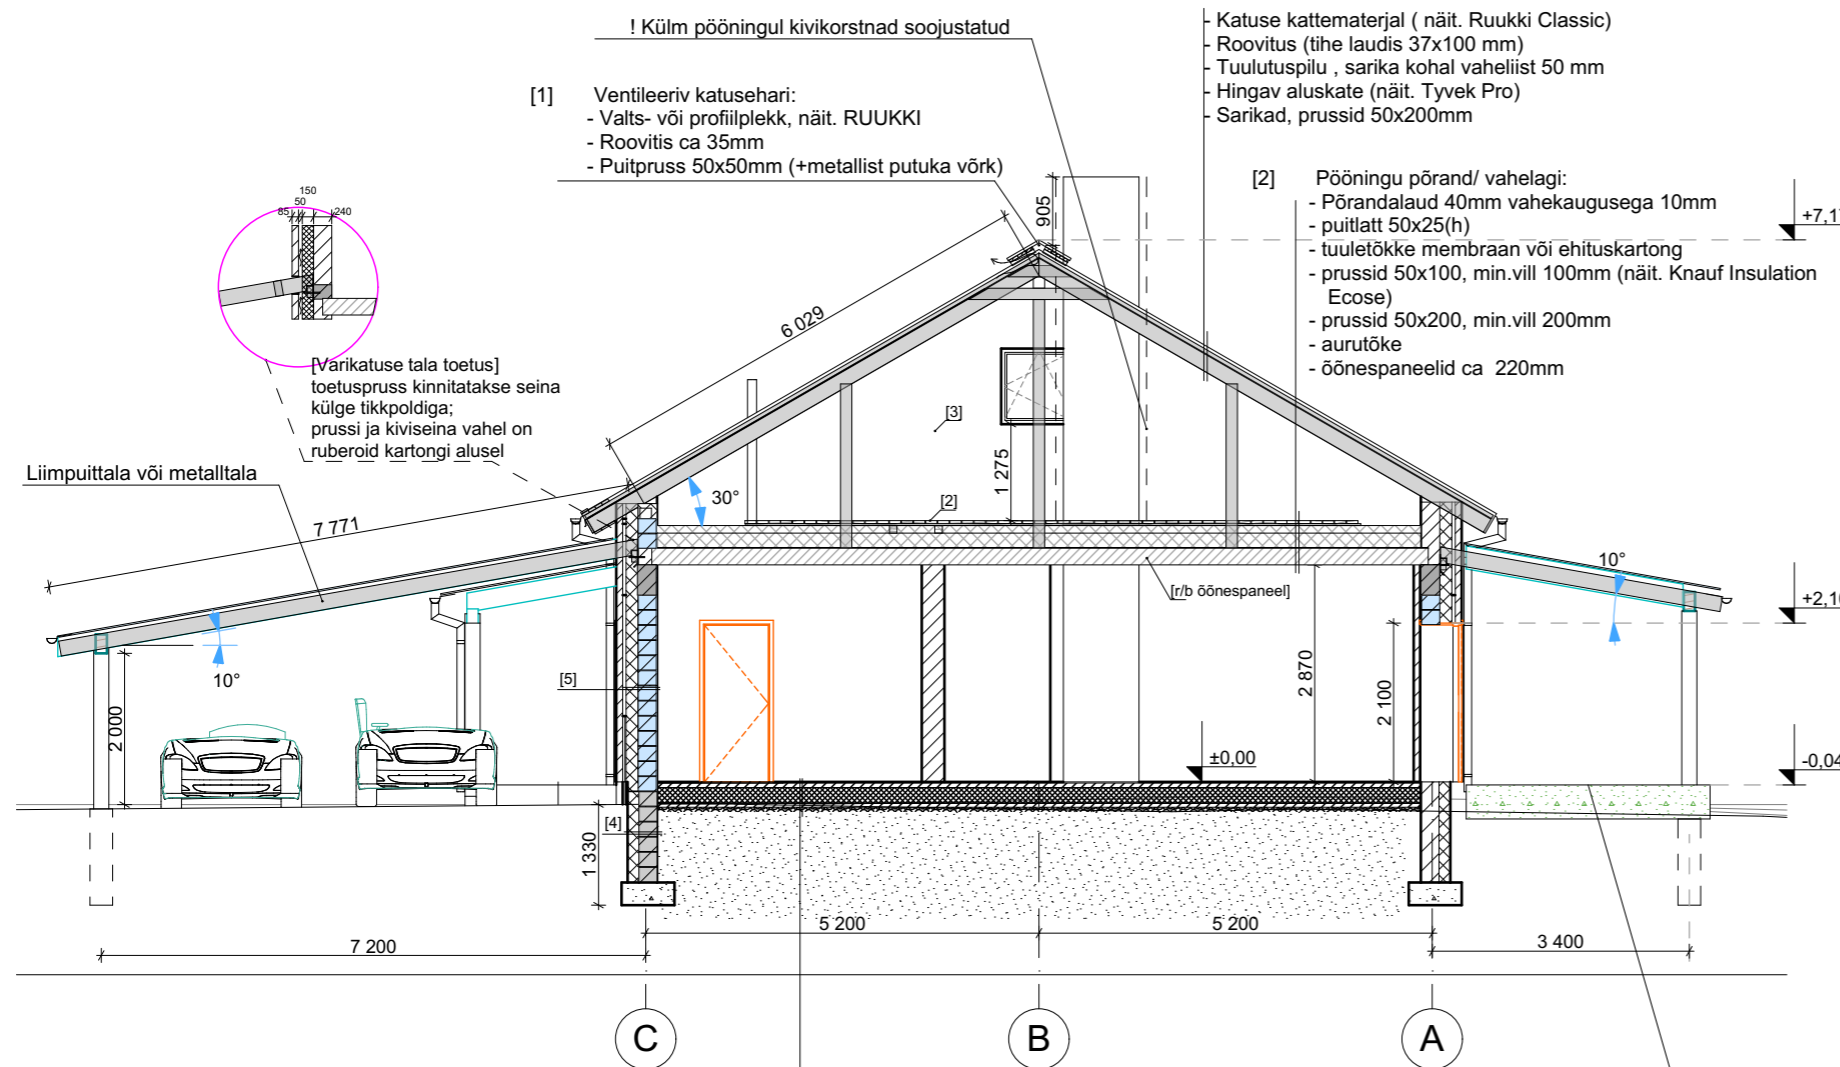 ! Külm pööningul kivikorstnad soojustatud
- Katuse kattematerjal ( näit. Ruukki Classic)
- Roovitus (tihe laudis 37x100 mm)
- Tuulutuspilu , sarika kohal vaheliist 50 mm
- Hingav aluskate (näit. Tyvek Pro)
- Sarikad, prussid 50x200mm
[1] Ventileeriv katusehari:
- Valts- või profiilplekk, näit. RUUKKI
- Roovitis ca 35mm
- Puitpruss 50x50mm (+metallist putuka võrk)
[2] Pööningu põrand/ vahelagi:
- Põrandalaud 40mm vahekaugusega 10mm
- puitlatt 50x25(h)
- tuuletõkke membraan või ehituskartong
- prussid 50x100, min.vill 100mm (näit. Knauf Insulation
Ecose)
- prussid 50x200, min.vill 200mm
- aurutõke
- õõnespaneelid ca 220mm
150
50
85
240
905
6 029
[Varikatuse tala toetus]
toetuspruss kinnitatakse seina
külge tikkpoldiga;
prussi ja kiviseina vahel on
ruberoid kartongi alusel
Liimpuittala või metalltala
7 771
[3]
1 275
30°
[2]
[r/b õõnespaneel]
10°
10°
[5]
2 000
2 870
2 100
±0,00
[4]
1 330
7 200
5 200
5 200
3 400
C
B
A